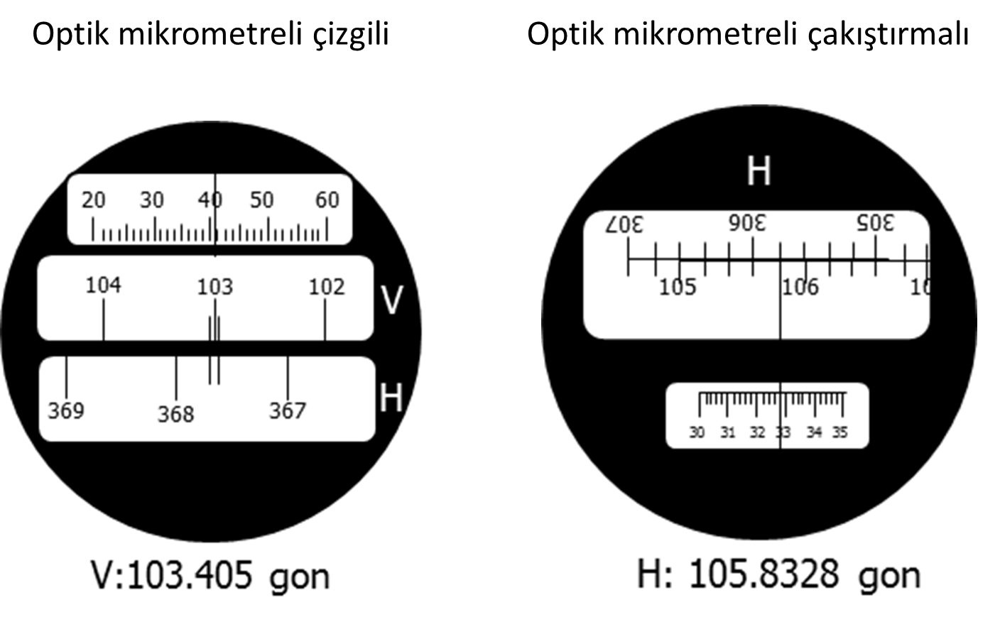 Optik mikrometreli çizgili
20 30 40 50 60
104 103 102
V
369 368 367
H
V:103.405 gon
Optik mikrometreli çakıştırmalı
H
307 306 305
105 106 10
30 31 32 33 34 35
H: 105.8328 gon